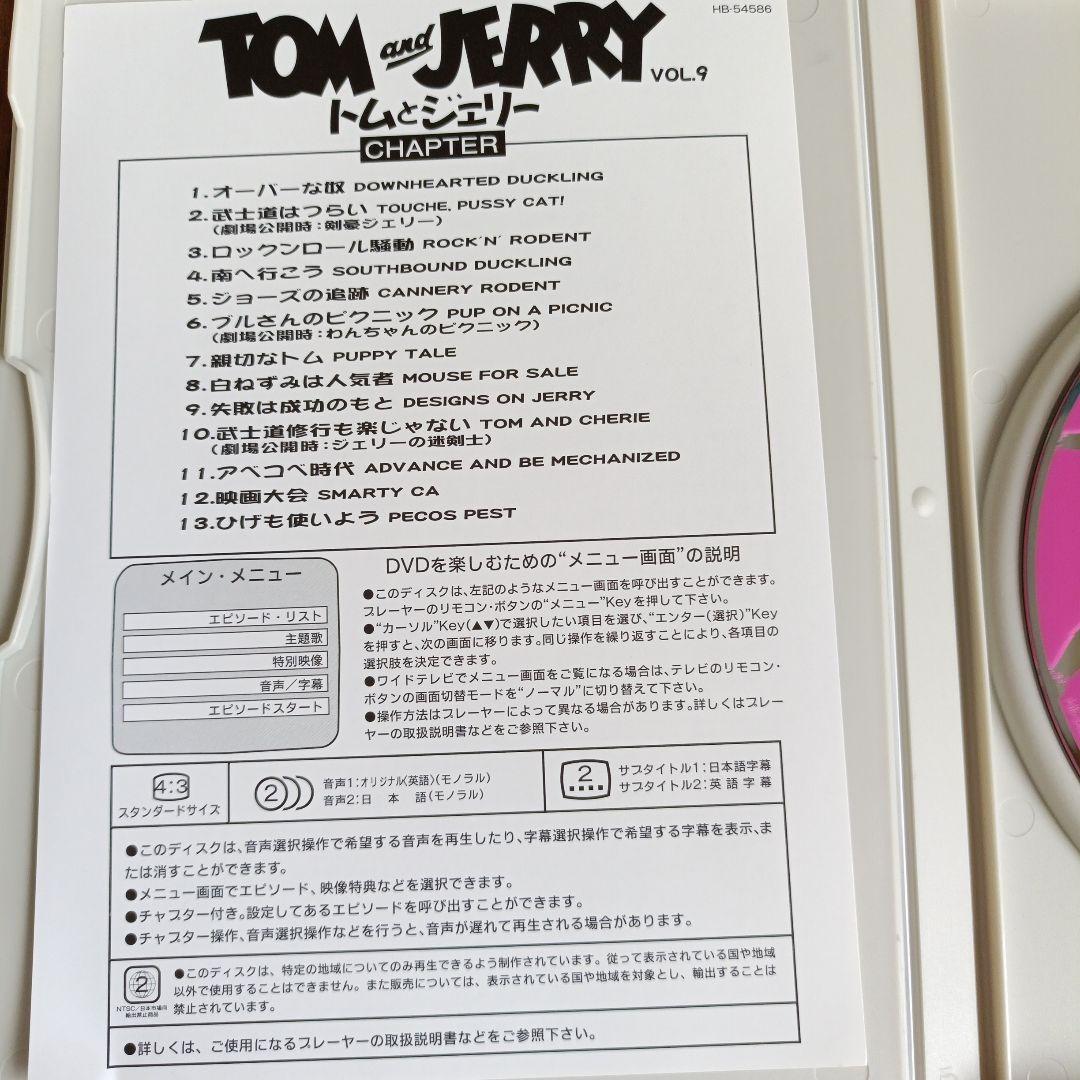 HB-54586
TOM and JERRY VOL.9
トムとジェリー
CHAPTER
1.オーバーな奴 DOWNHEARTED DUCKLING
2.武士道はつらい TOUCHE, PUSSY CAT!
(劇場公開時:剣豪ジェリー)
3.ロックンロール騒動 ROCK'N' RODENT
4.南へ行こう SOUTHBOUND DUCKLING
5.ジョーズの追跡 CANNERY RODENT
6.ブルさんのピクニック PUP ON A PICNIC
(劇場公開時:わんちゃんのピクニック)
7.親切なトム PUPPY TALE
8.白ねずみは人気者 MOUSE FOR SALE
9.失敗は成功のもと DESIGNS ON JERRY
10.武士道修行も楽じゃない TOM AND CHERIE
(劇場公開時:ジェリーの迷剣士)
11.アベコベ時代 ADVANCE AND BE MECHANIZED
12.映画大会 SMARTY CA
13.ひげも使いよう PECOS PEST
メイン・メニュー
エピソード・リスト
主題歌
特別映像
音声/字幕
エピソードスタート
DVDを楽しむための“メニュー画面”の説明
●このディスクは、左記のようなメニュー画面を呼び出すことができます。
プレーヤーのリモコン・ボタンの“メニュー”Keyを押して下さい。
●“カーソル”Key(▲▼)で選択したい項目を選び、“エンター(選択)”Key
を押すと、次の画面に移ります。同じ操作を繰り返すことにより、各項目の
選択肢を決定できます。
●ワイドテレビでメニュー画面をご覧になる場合は、テレビのリモコン・
ボタンの画面切替モードを“ノーマル”に切り替えて下さい。
●操作方法はプレーヤーによって異なる場合があります。詳しくはプレー
ヤーの取扱説明書などをご参照下さい。
4:3
スタンダードサイズ
2
音声1:オリジナル(英語)(モノラル)
音声2:日 本 語(モノラル)
2
サブタイトル1:日本語字幕
サブタイトル2:英 語 字 幕
●このディスクは、音声選択操作で希望する音声を再生したり、字幕選択操作で希望する字幕を表示、ま
たは消すことができます。
●メニュー画面でエピソード、映像特典などを選択できます。
●チャプター付き。設定してあるエピソードを呼び出すことができます。
●チャプター操作、音声選択操作などを行うと、音声が遅れて再生される場合があります。
2
NTSC/日本市場向
輸出禁止商品
●このディスクは、特定の地域についてのみ再生できるよう制作されています。従って表示されている国や地域
以外で使用することはできません。また販売については、表示されている国や地域を対象とし、輸出することは
禁止されています。
●詳しくは、ご使用になるプレーヤーの取扱説明書などをご参照下さい。